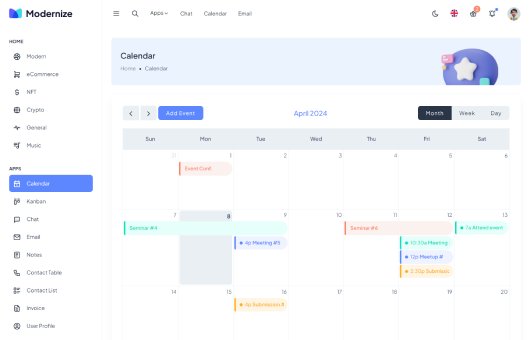 Modernize
Apps
Chat
Calendar
Email
2
HOME
Modern
eCommerce
NFT
Crypto
General
Music
APPS
Calendar
Kanban
Chat
Email
Notes
Contact Table
Contact List
Invoice
User Profile
Calendar
Home • Calendar
Add Event
April 2024
Month Week Day
Sun Mon Tue Wed Thu Fri Sat
31 1 2 3 4 5 6
Event Conf.
7 8 9 10 11 12 13
Seminar #4
Seminar #6
7a Attend event
4p Meeting #5
10:30a Meeting
12p Meetup #
2:30p Submission
14 15 16 17 18 19 20
4p Submission #